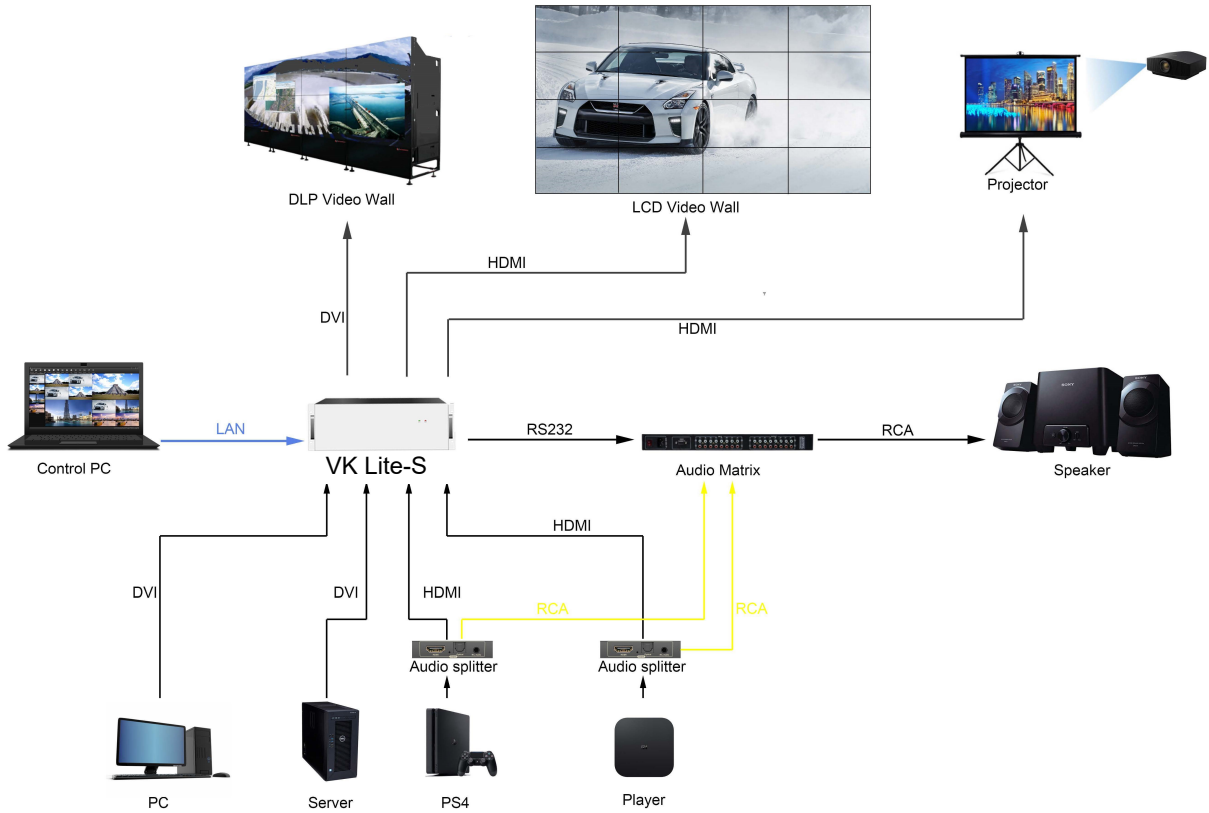 DLP Video Wall
LCD Video Wall
Projector
HDMI
DVI
HDMI
LAN
RS232
RCA
SONY
Control PC
VK Lite-S
Audio Matrix
Speaker
HDMI
DVI
DVI
HDMI
RCA
RCA
Audio splitter
Audio splitter
PC
Server
PS4
Player